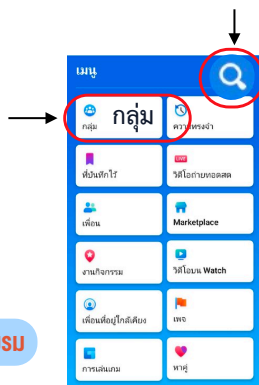 เมนู
กลุ่ม กลุ่ม
ความทรงจำ
ที่บันทึกไว้
LIVE
วิดีโอถ่ายทอดสด
เพื่อน
Marketplace
งานกิจกรรม
วิดีโอบน Watch
เพื่อนที่อยู่ใกล้เคียง
เพจ
การเล่นเกม
หาคู่